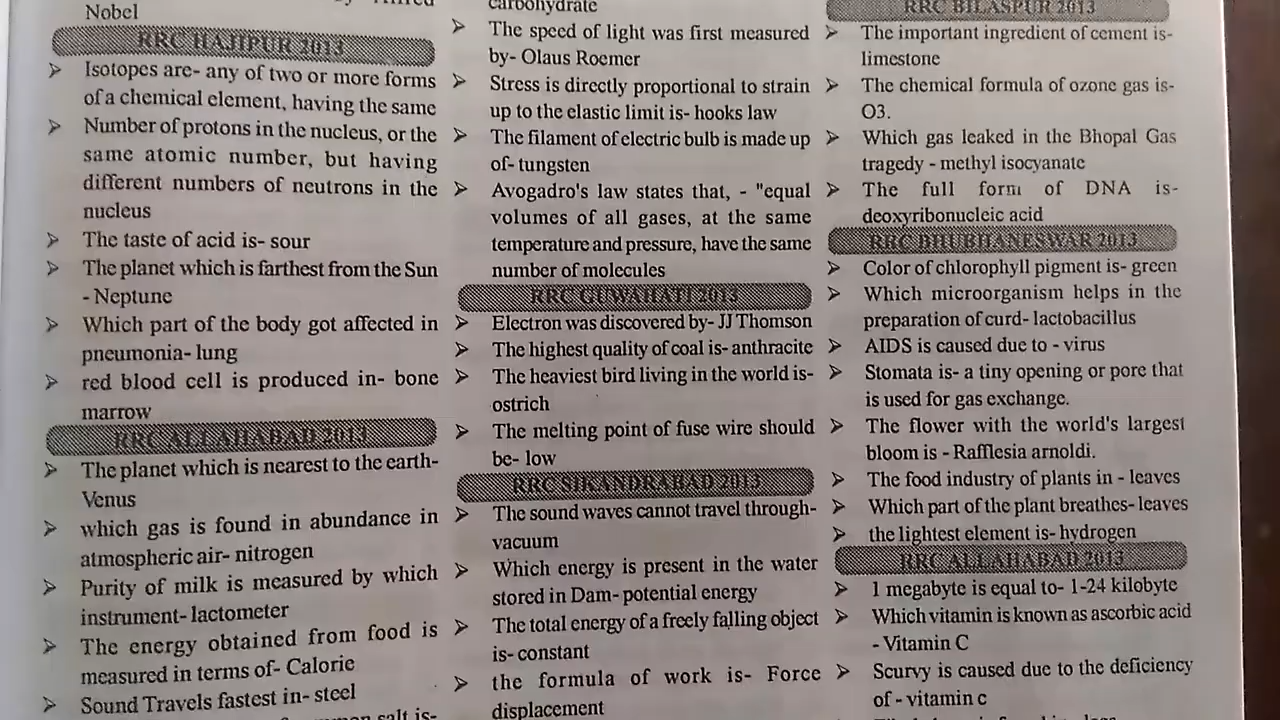 Nobel
RRC HAJIPUR 2013
➢ Isotopes are- any of two or more forms
of a chemical element, having the same
➢ Number of protons in the nucleus, or the
same atomic number, but having
different numbers of neutrons in the
nucleus
➢ The taste of acid is- sour
➢ The planet which is farthest from the Sun
- Neptune
➢ Which part of the body got affected in
pneumonia- lung
➢ red blood cell is produced in- bone
marrow
RRC ALLAHABAD 2013
➢ The planet which is nearest to the earth-
Venus
➢ which gas is found in abundance in
atmospheric air- nitrogen
➢ Purity of milk is measured by which
instrument- lactometer
➢ The energy obtained from food is
measured in terms of- Calorie
➢ Sound Travels fastest in- steel
salt is-
carbohydrate
➢ The speed of light was first measured
by- Olaus Roemer
➢ Stress is directly proportional to strain
up to the elastic limit is- hooks law
➢ The filament of electric bulb is made up
of- tungsten
➢ Avogadro's law states that, - "equal
volumes of all gases, at the same
temperature and pressure, have the same
number of molecules
RRC GUWAHATI 2013
➢ Electron was discovered by- JJ Thomson
➢ The highest quality of coal is- anthracite
➢ The heaviest bird living in the world is-
ostrich
➢ The melting point of fuse wire should
be- low
RRC SIKANDRABAD 2013
➢ The sound waves cannot travel through-
vacuum
➢ Which energy is present in the water
stored in Dam- potential energy
➢ The total energy of a freely falling object
is- constant
➢ the formula of work is- Force
displacement
RRC BILASPUR 2013
➢ The important ingredient of cement is-
limestone
➢ The chemical formula of ozone gas is-
O3.
➢ Which gas leaked in the Bhopal Gas
tragedy - methyl isocyanate
➢ The full form of DNA is-
deoxyribonucleic acid
RRC BHUBHANESWAR 2013
➢ Color of chlorophyll pigment is- green
➢ Which microorganism helps in the
preparation of curd- lactobacillus
➢ AIDS is caused due to - virus
➢ Stomata is- a tiny opening or pore that
is used for gas exchange.
➢ The flower with the world's largest
bloom is - Rafflesia arnoldi.
➢ The food industry of plants in - leaves
➢ Which part of the plant breathes- leaves
➢ the lightest element is- hydrogen
RRC ALLAHABAD 2013
➢ 1 megabyte is equal to- 1-24 kilobyte
➢ Which vitamin is known as ascorbic acid
- Vitamin C
➢ Scurvy is caused due to the deficiency
of - vitamin c